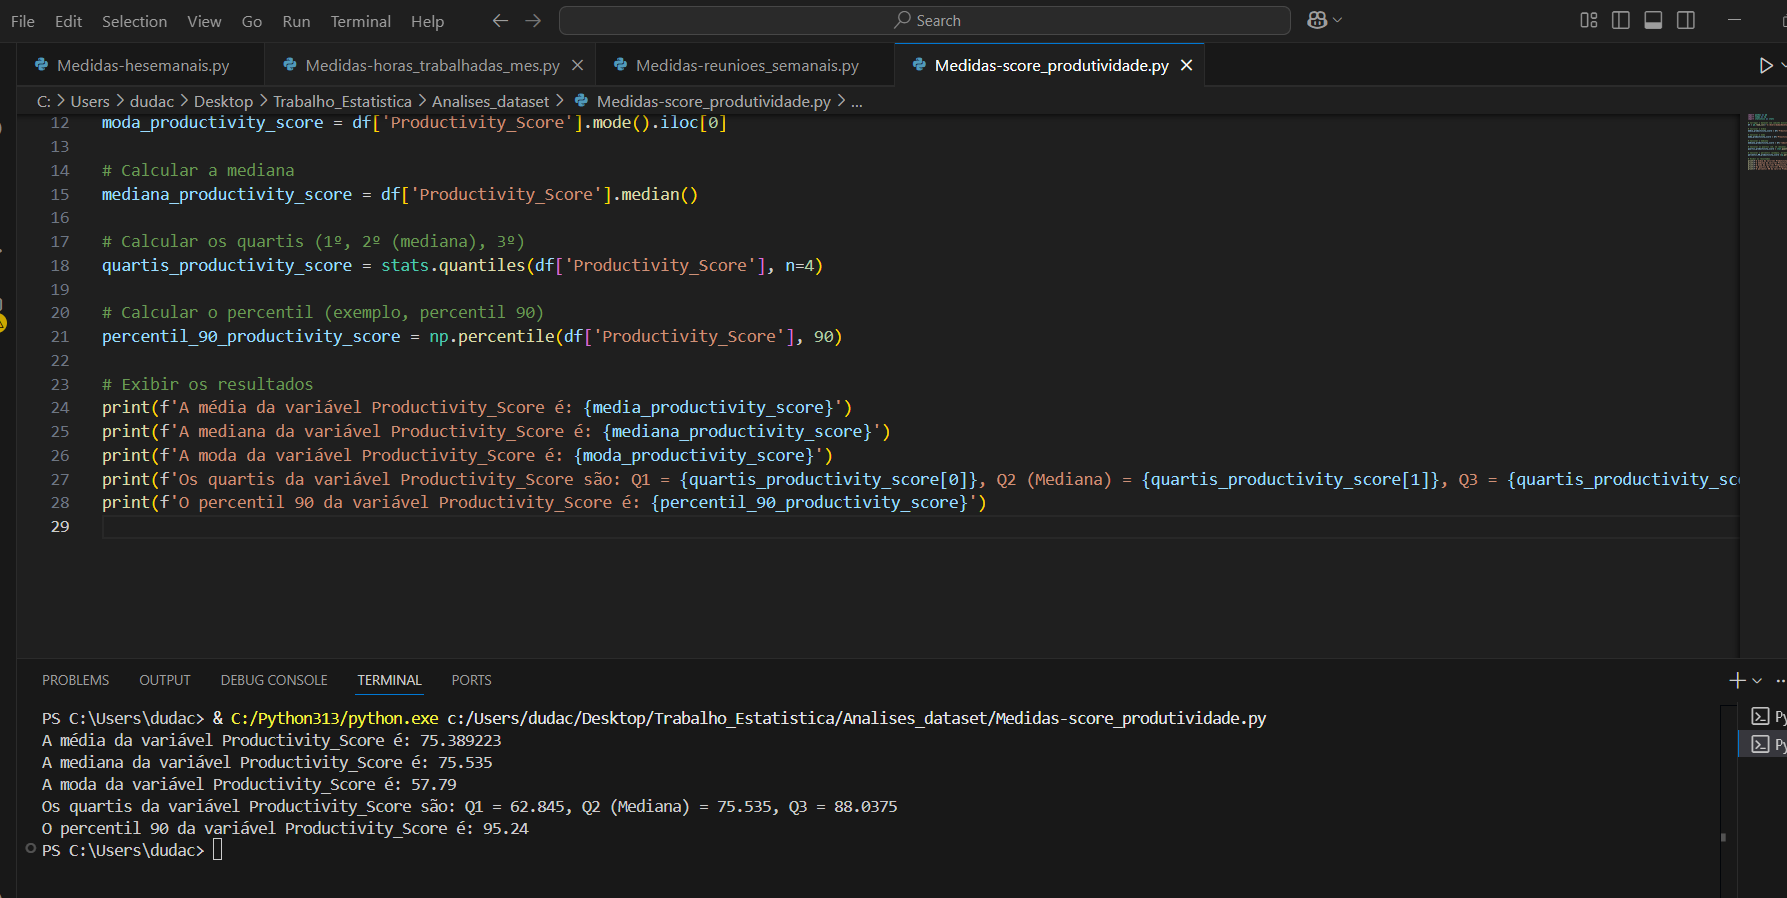 File Edit Selection View Go Run Terminal Help Search
Medidas-hesemanais.py Medidas-horas_trabalhadas_mes.py Medidas-reunioes_semanais.py Medidas-score_produtividade.py
C: > Users > dudac > Desktop > Trabalho_Estatistica > Analises_dataset > Medidas-score_produtividade.py > ...
12 moda_productivity_score = df['Productivity_Score'].mode().iloc[0]
13
14 # Calcular a mediana
15 mediana_productivity_score = df['Productivity_Score'].median()
16
17 # Calcular os quartis (1º, 2º (mediana), 3º)
18 quartis_productivity_score = stats.quantiles(df['Productivity_Score'], n=4)
19
20 # Calcular o percentil (exemplo, percentil 90)
21 percentil_90_productivity_score = np.percentile(df['Productivity_Score'], 90)
22
23 # Exibir os resultados
24 print(f'A média da variável Productivity_Score é: {media_productivity_score}')
25 print(f'A mediana da variável Productivity_Score é: {mediana_productivity_score}')
26 print(f'A moda da variável Productivity_Score é: {moda_productivity_score}')
27 print(f'Os quartis da variável Productivity_Score são: Q1 = {quartis_productivity_score[0]}, Q2 (Mediana) = {quartis_productivity_score[1]}, Q3 = {quartis_productivity_sc
28 print(f'O percentil 90 da variável Productivity_Score é: {percentil_90_productivity_score}')
29
PROBLEMS OUTPUT DEBUG CONSOLE TERMINAL PORTS
PS C:\Users\dudac> & C:/Python313/python.exe c:/Users/dudac/Desktop/Trabalho_Estatistica/Analises_dataset/Medidas-score_produtividade.py
A média da variável Productivity_Score é: 75.389223
A mediana da variável Productivity_Score é: 75.535
A moda da variável Productivity_Score é: 57.79
Os quartis da variável Productivity_Score são: Q1 = 62.845, Q2 (Mediana) = 75.535, Q3 = 88.0375
O percentil 90 da variável Productivity_Score é: 95.24
PS C:\Users\dudac>
Py
Py